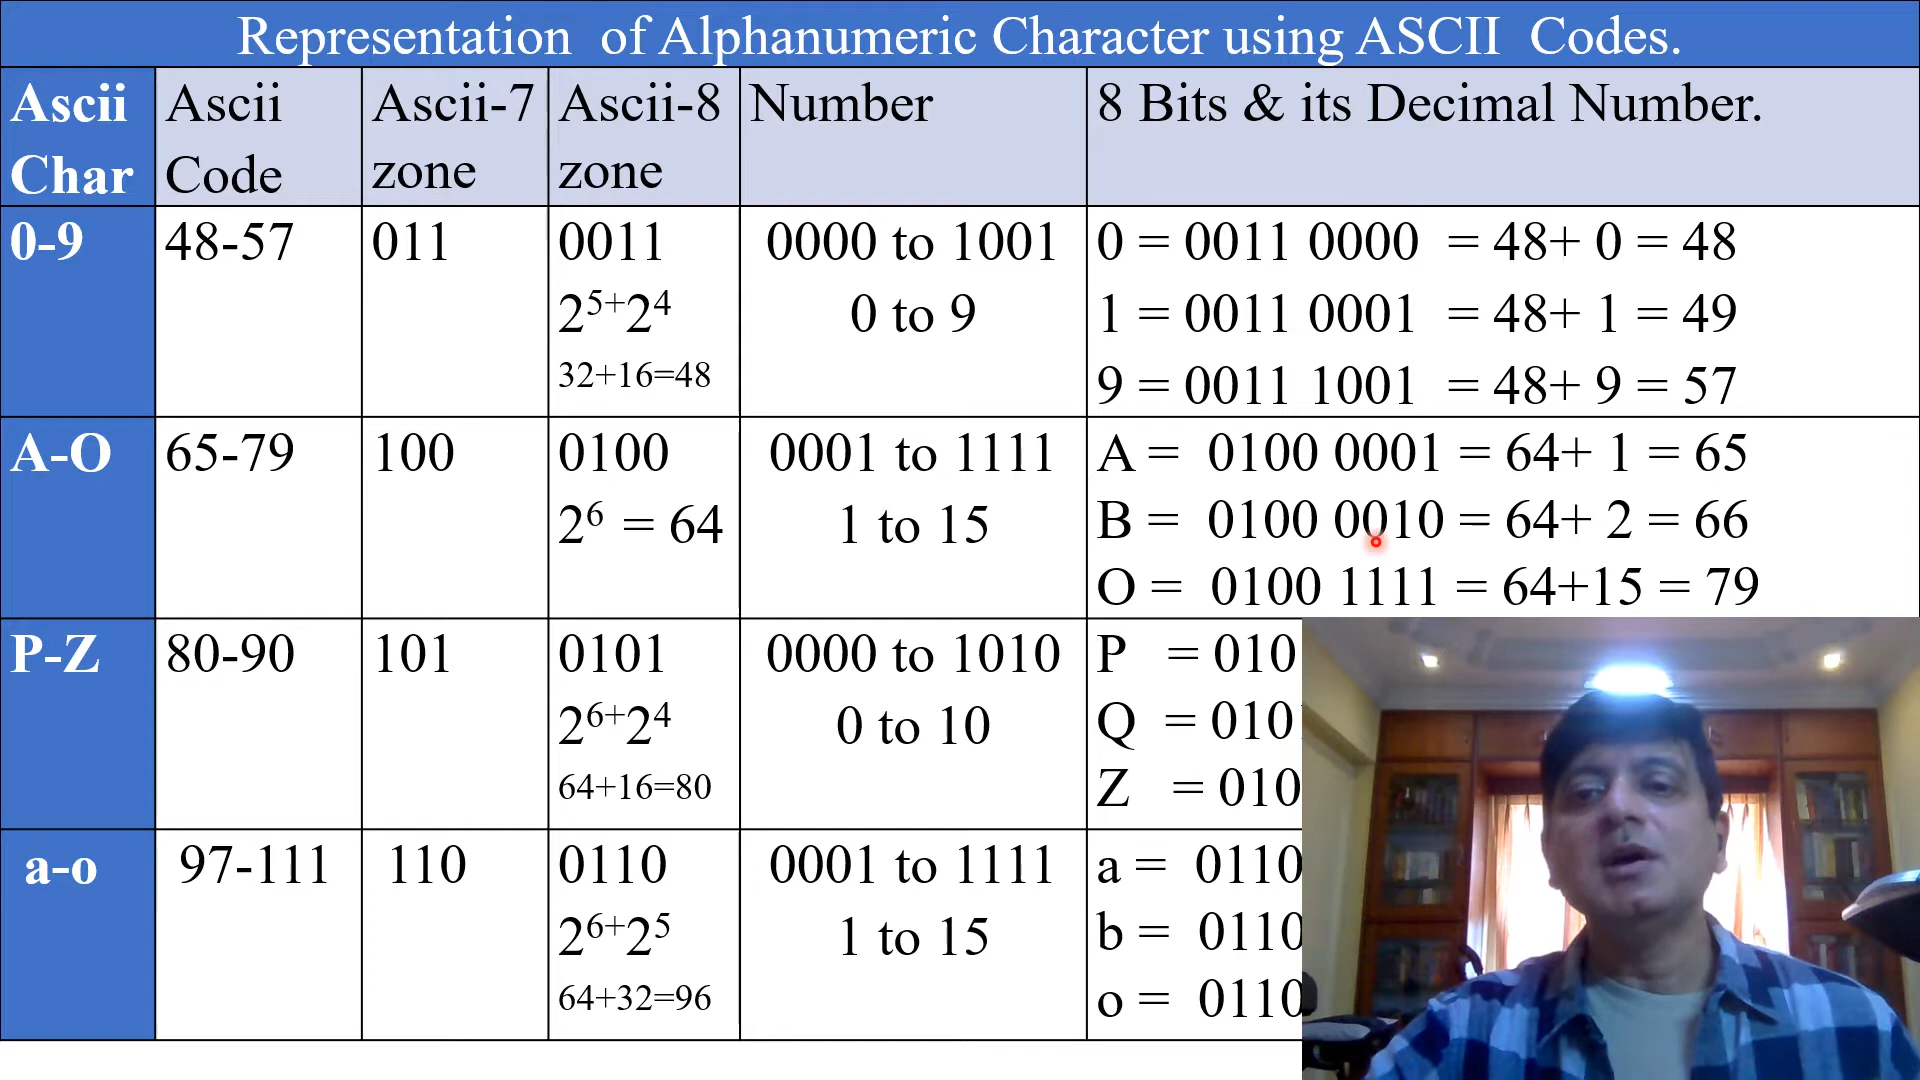 Representation of Alphanumeric Character using ASCII Codes.
Ascii Char
Ascii Code
Ascii-7 zone
Ascii-8 zone
Number
8 Bits & its Decimal Number.
0-9
48-57
011
0011
2⁵⁺2⁴
32+16=48
0000 to 1001
0 to 9
0 = 0011 0000 = 48+ 0 = 48
1 = 0011 0001 = 48+ 1 = 49
9 = 0011 1001 = 48+ 9 = 57
A-O
65-79
100
0100
2⁶ = 64
0001 to 1111
1 to 15
A = 0100 0001 = 64+ 1 = 65
B = 0100 0010 = 64+ 2 = 66
O = 0100 1111 = 64+15 = 79
P-Z
80-90
101
0101
2⁶⁺2⁴
64+16=80
0000 to 1010
0 to 10
P = 010
Q = 010
Z = 010
a-o
97-111
110
0110
2⁶⁺2⁵
64+32=96
0001 to 1111
1 to 15
a = 0110
b = 0110
o = 0110